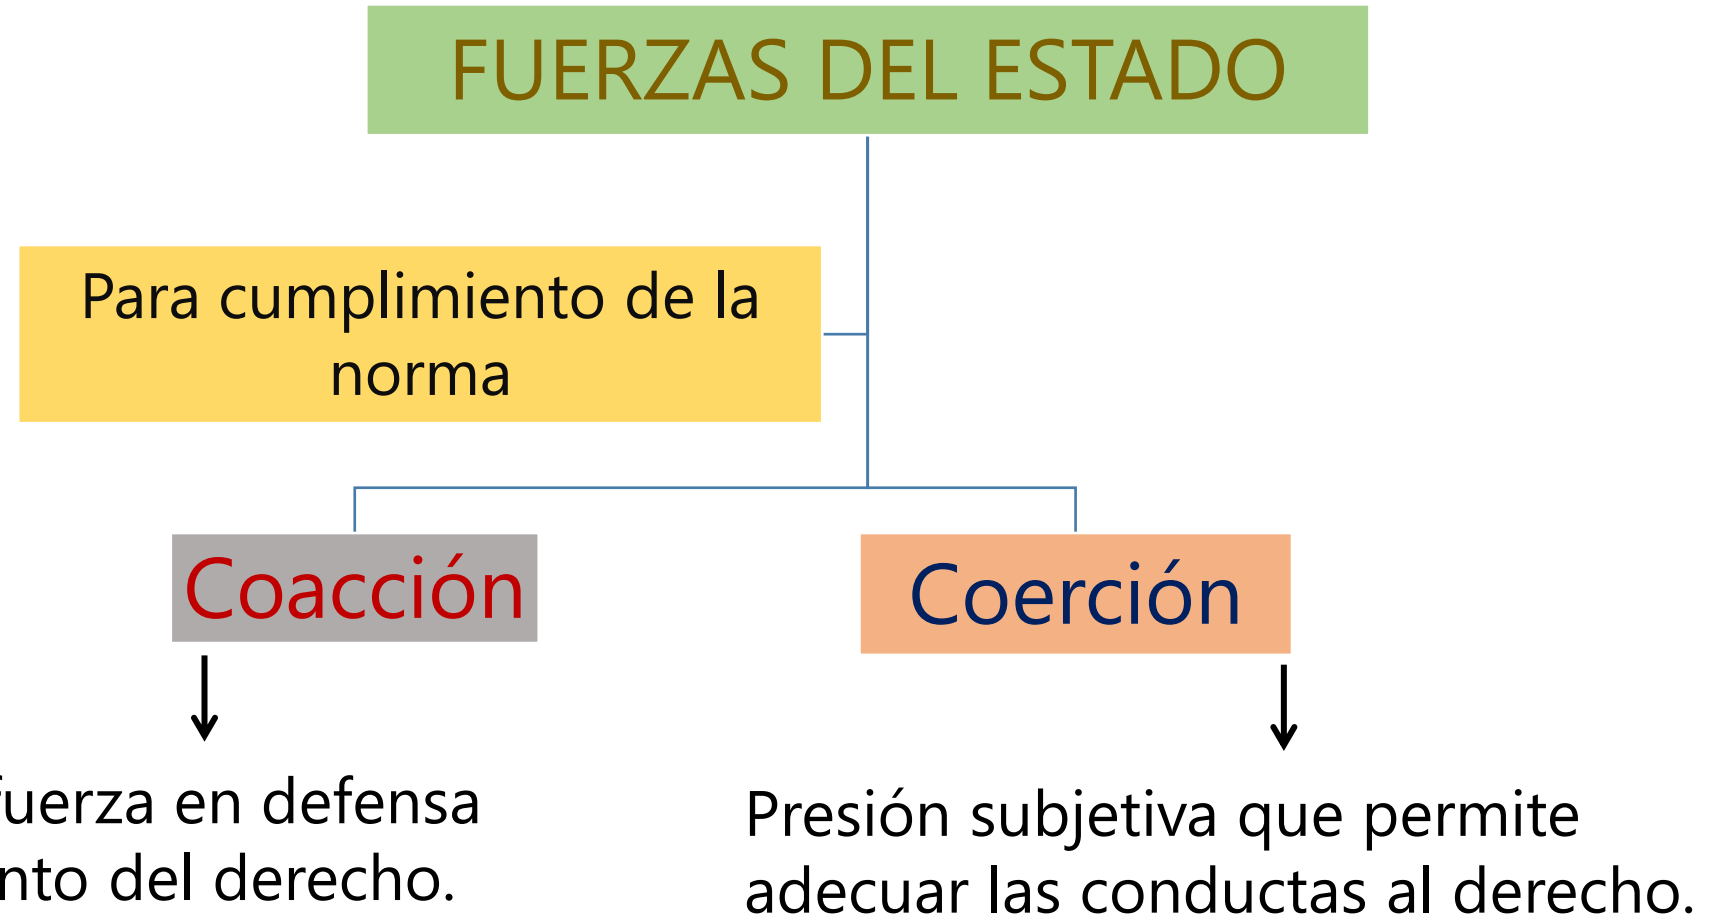 FUERZAS DEL ESTADO
Para cumplimiento de la
norma
Coacción
Coerción
fuerza en defensa
nto del derecho.
Presión subjetiva que permite
adecuar las conductas al derecho.